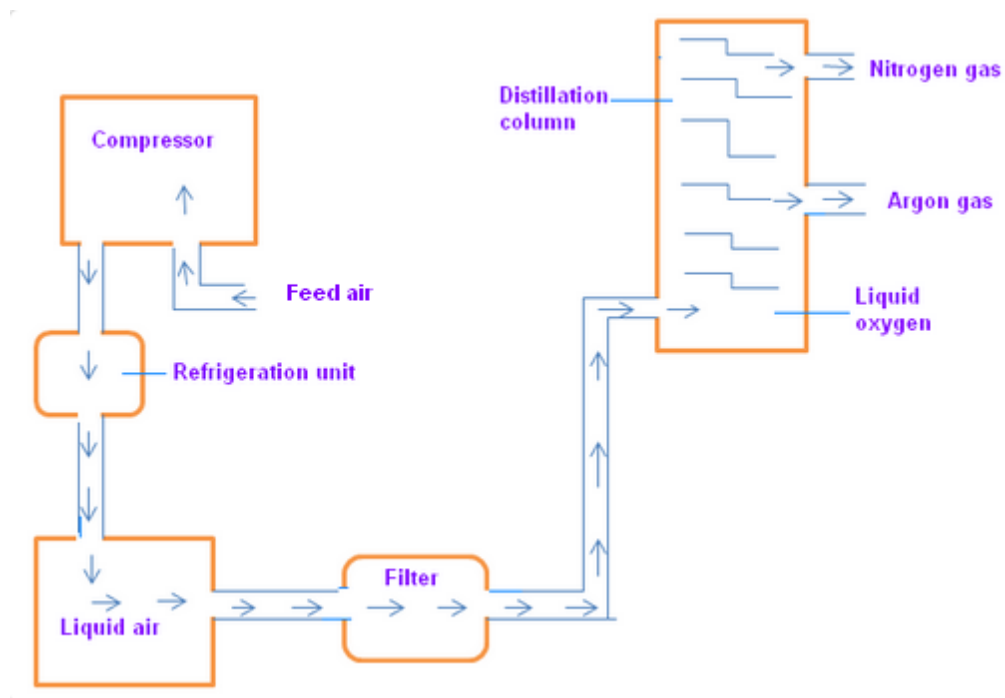 Compressor
Feed air
Refrigeration unit
Liquid air
Filter
Distillation
column
Nitrogen gas
Argon gas
Liquid
oxygen